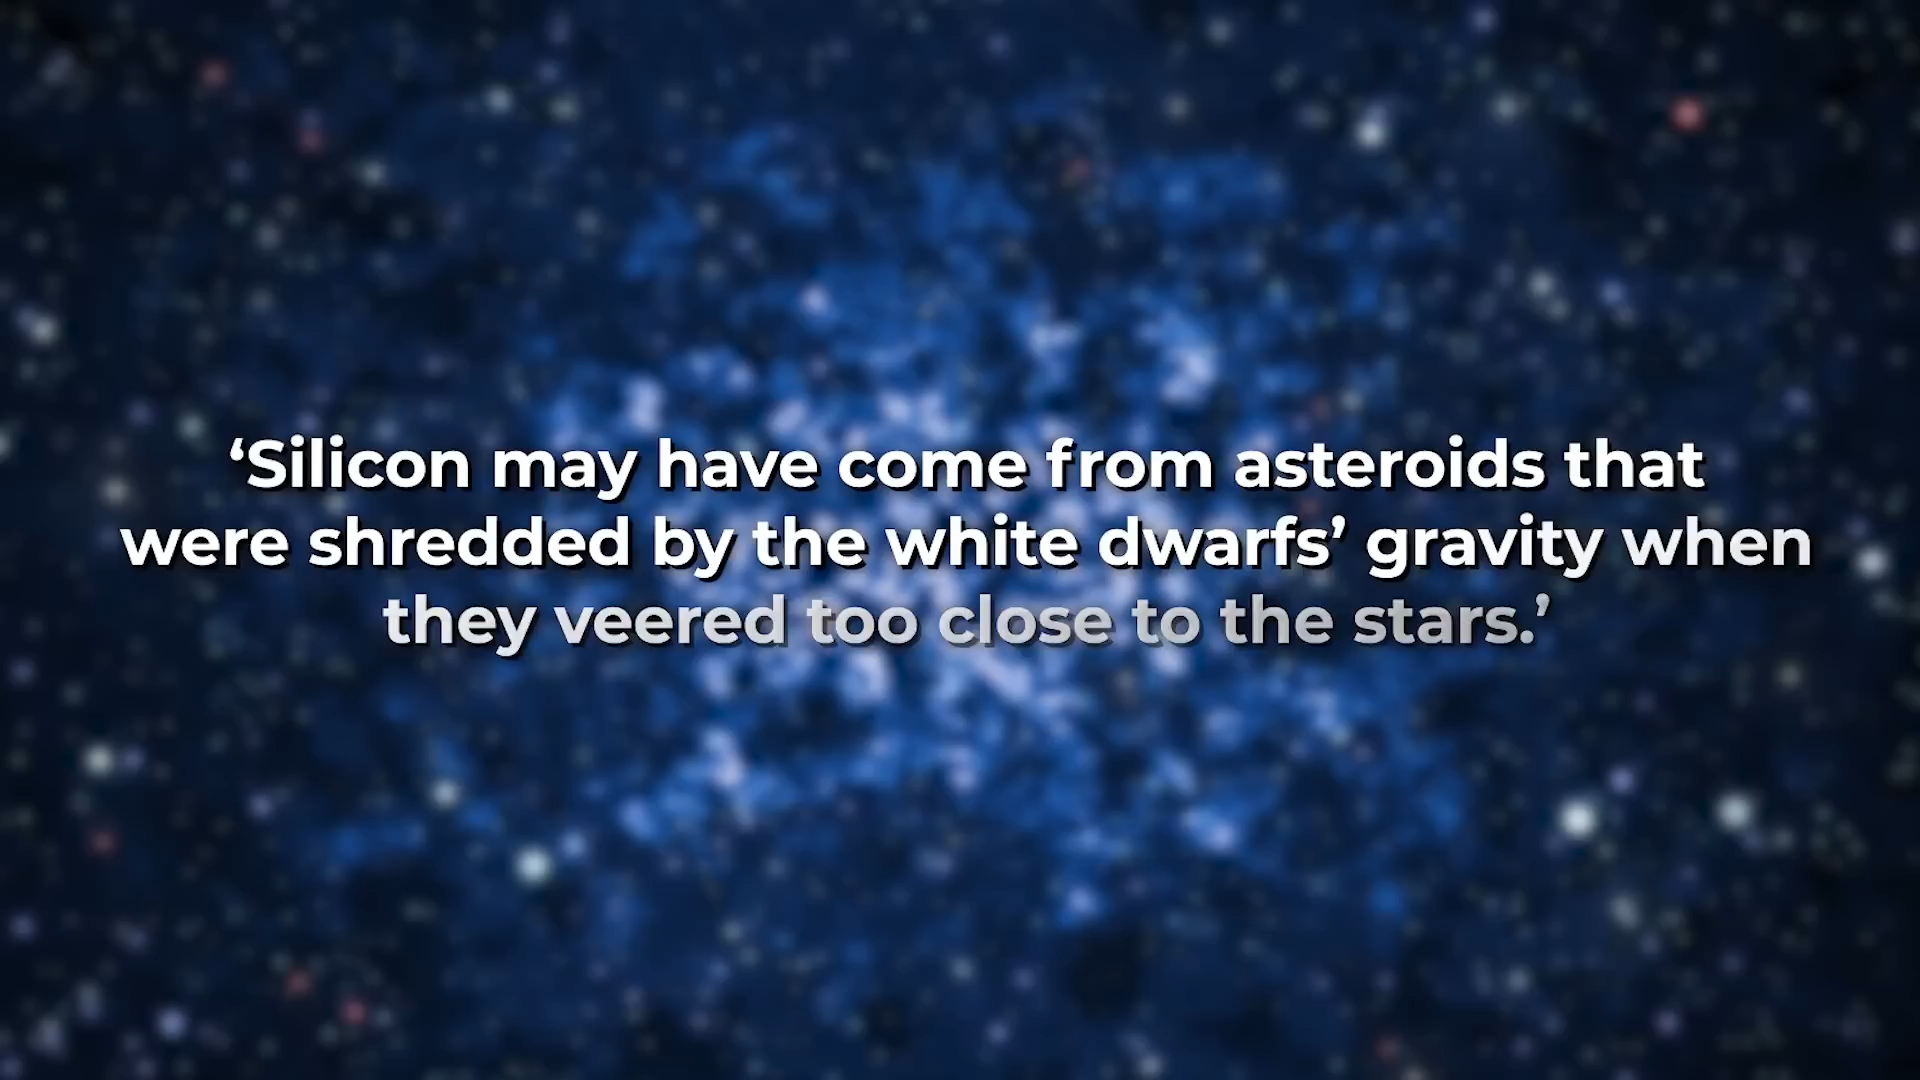 ‘Silicon may have come from asteroids that
were shredded by the white dwarfs’ gravity when
they veered too close to the stars.’